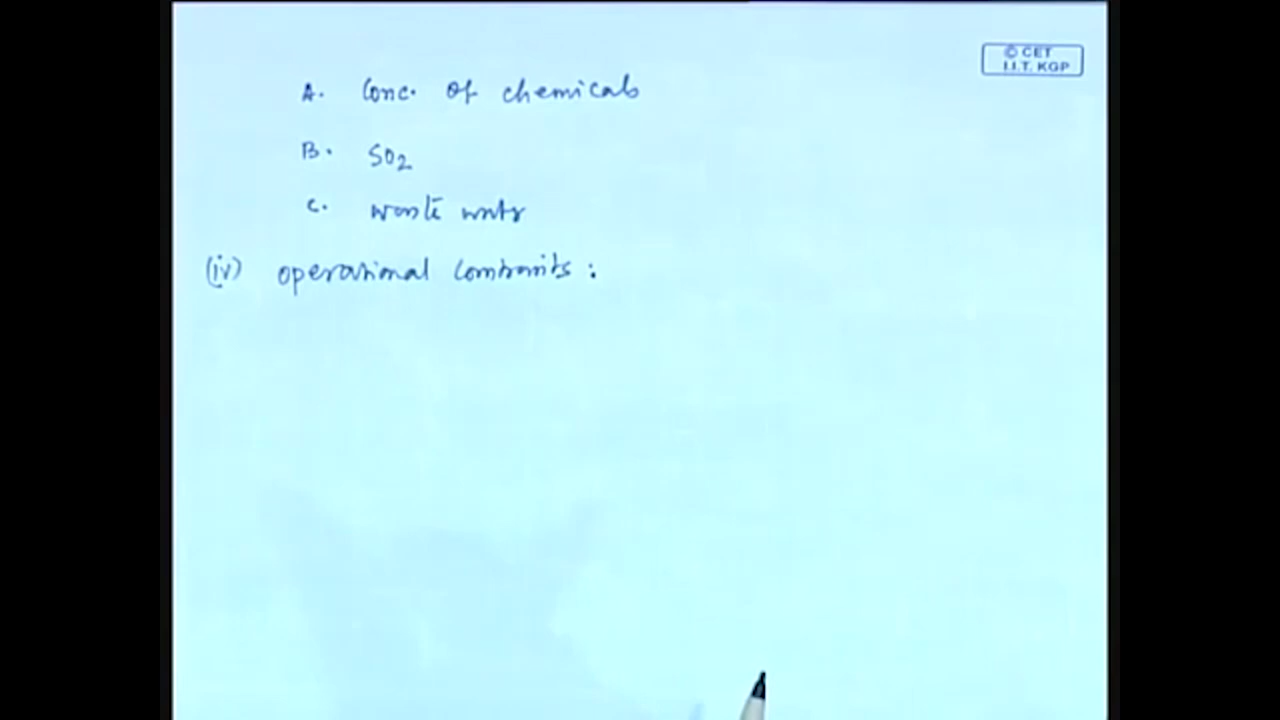 © CET
I.I.T. KGP
A. Conc. of chemicals
B. SO2
C. waste water
(iv) operational constraints :